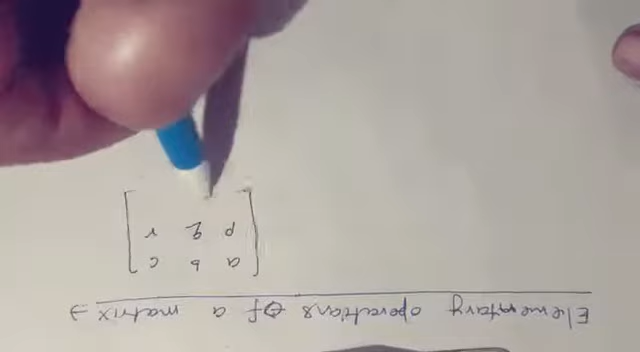 Elementary operations of a matrix →
a b c
p q r